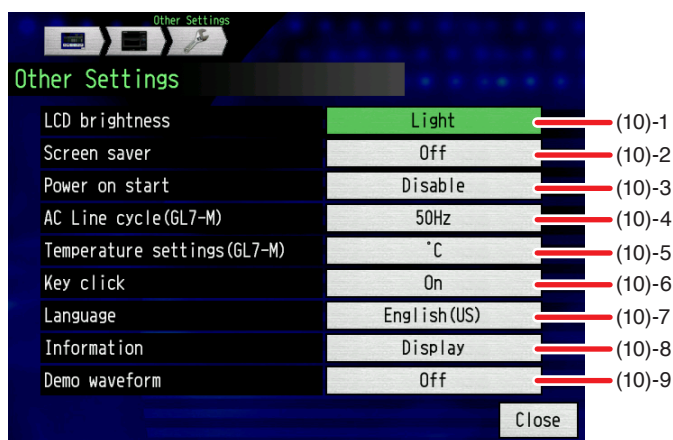 Other Settings
Other Settings
LCD brightness Light (10)-1
Screen saver Off (10)-2
Power on start Disable (10)-3
AC Line cycle(GL7-M) 50Hz (10)-4
Temperature settings(GL7-M) °C (10)-5
Key click On (10)-6
Language English(US) (10)-7
Information Display (10)-8
Demo waveform Off (10)-9
Close